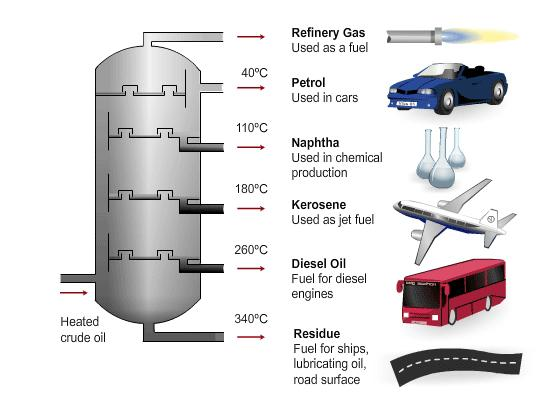 Refinery Gas
Used as a fuel
40ºC
Petrol
Used in cars
110ºC
Naphtha
Used in chemical
production
180ºC
Kerosene
Used as jet fuel
260ºC
Diesel Oil
Fuel for diesel
engines
340ºC
Residue
Fuel for ships,
lubricating oil,
road surface
Heated
crude oil